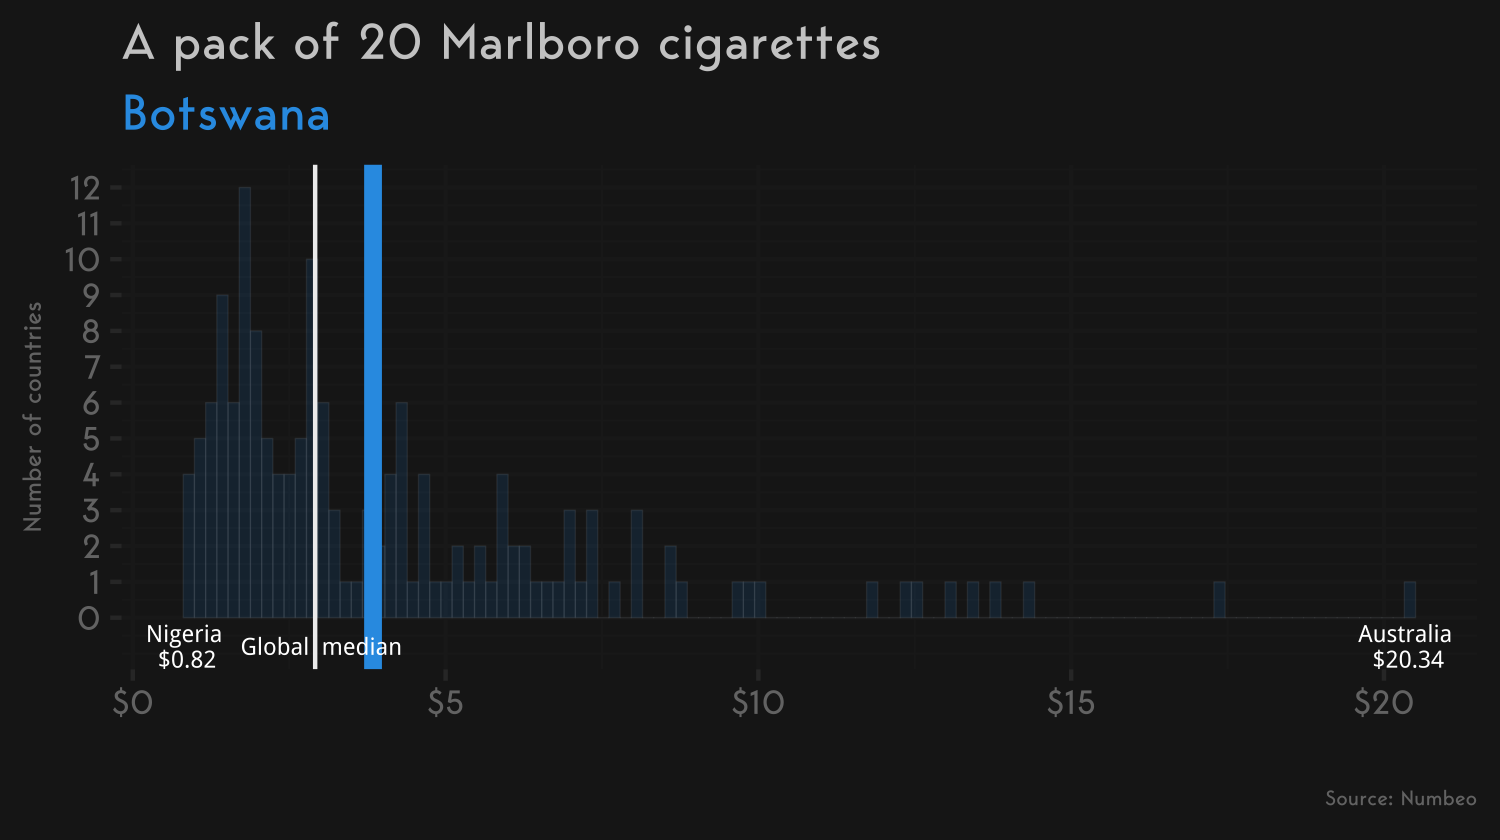 A pack of 20 Marlboro cigarettes
Botswana
Number of countries
12
11
10
9
8
7
6
5
4
3
2
1
0
Nigeria
$0.82
Global median
Australia
$20.34
$0 $5 $10 $15 $20
Source: Numbeo